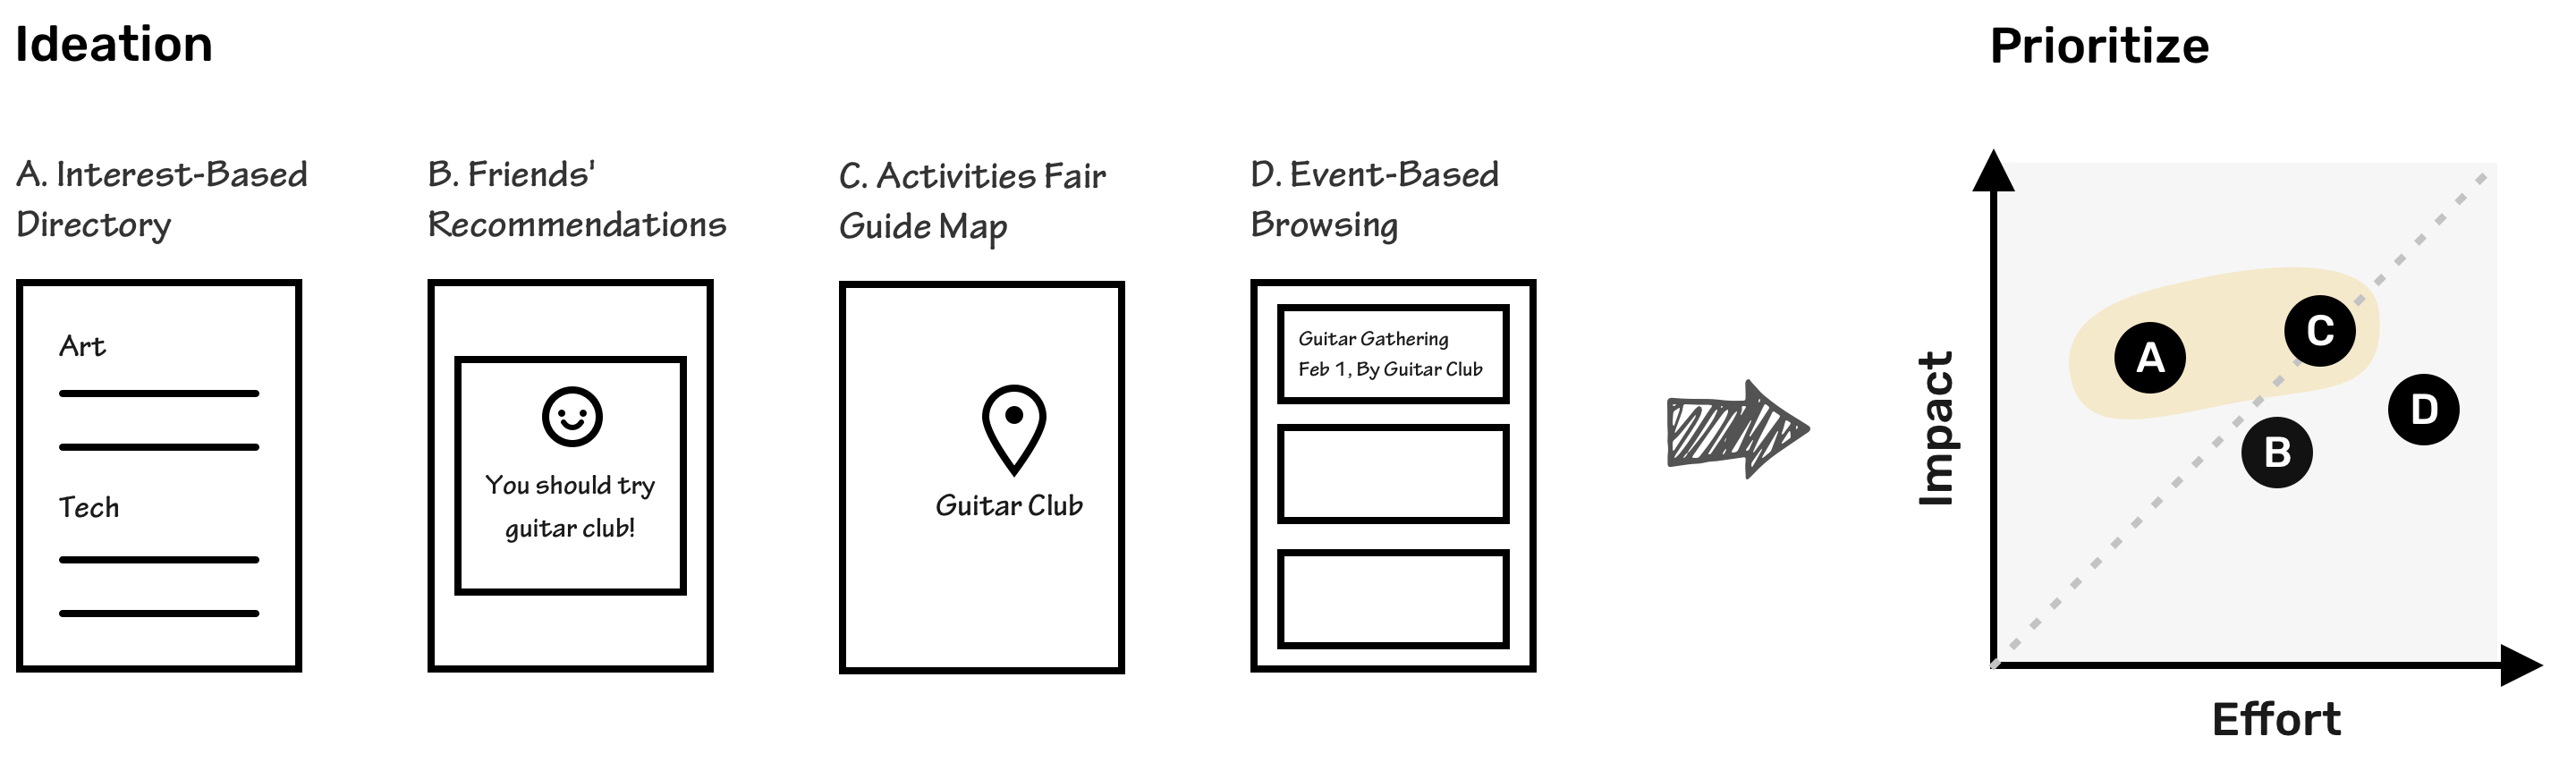 Ideation
A. Interest-Based
Directory
Art
Tech
B. Friends'
Recommendations
You should try
guitar club!
C. Activities Fair
Guide Map
Guitar Club
D. Event-Based
Browsing
Guitar Gathering
Feb 1, By Guitar Club
Prioritize
Impact
A
C
D
B
Effort